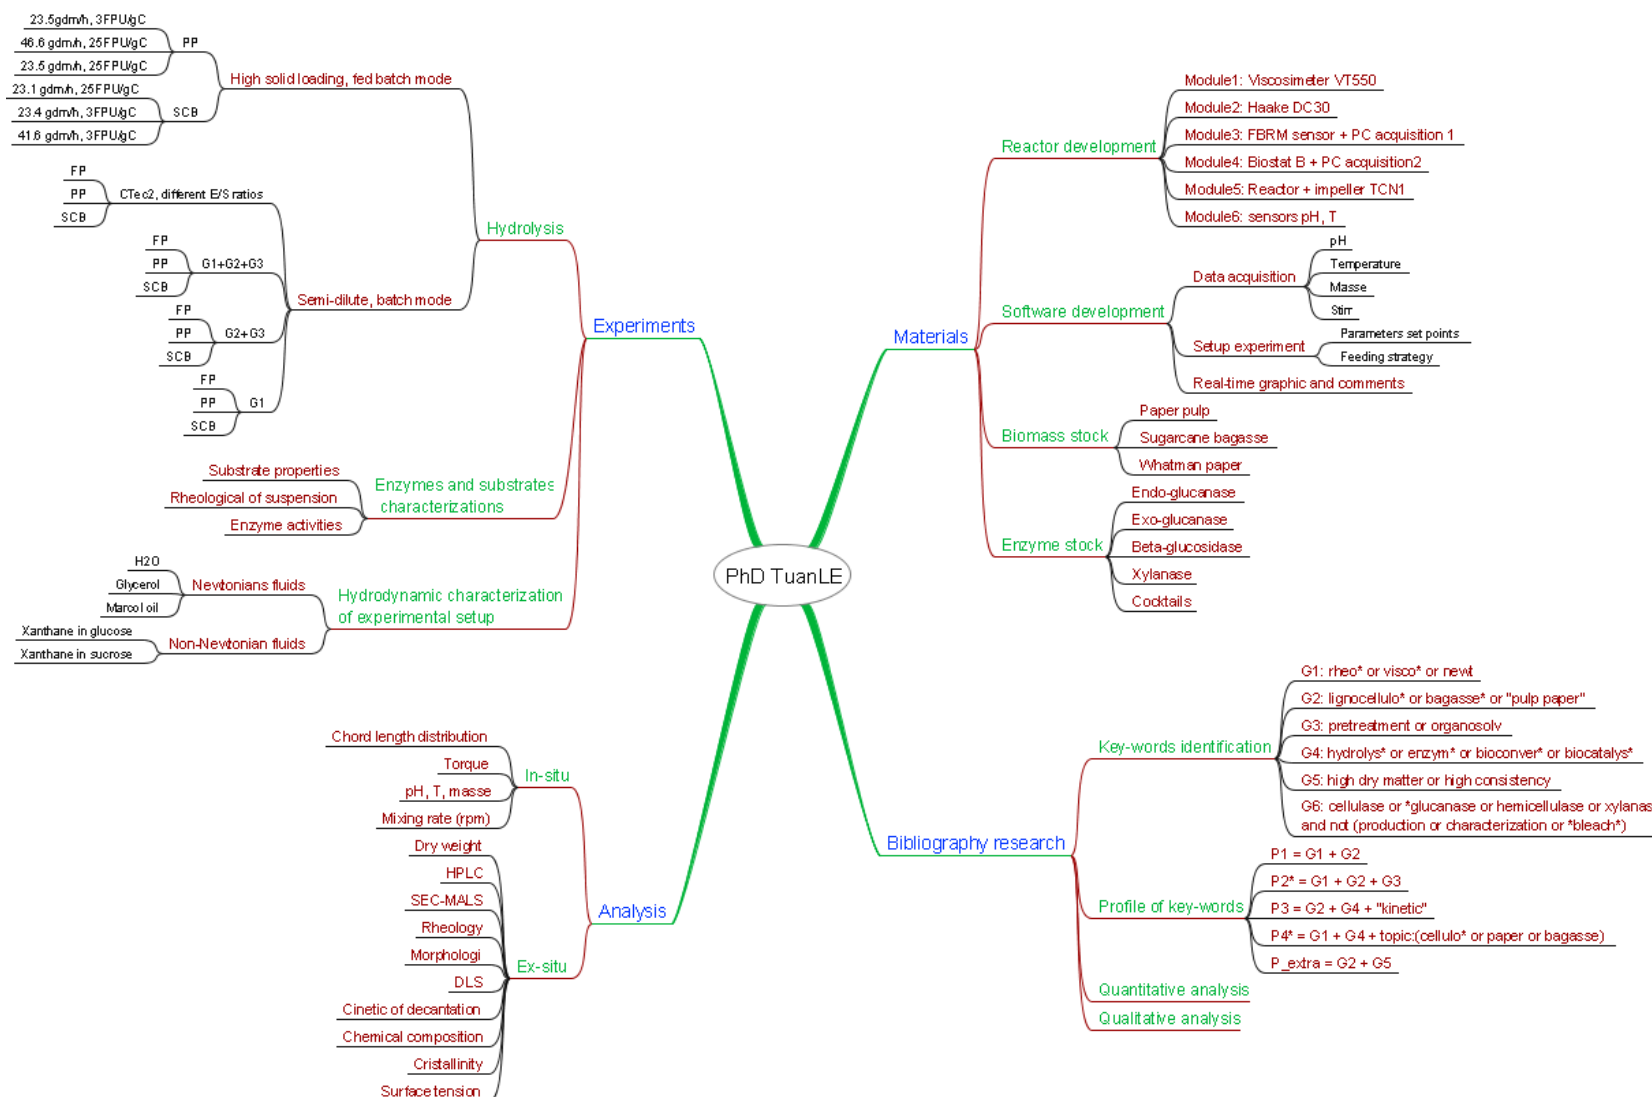 PhD TuanLE
Experiments
Hydrolysis
High solid loading, fed batch mode
PP
23.5gdm/h, 3FPU/gC
46.6 gdm/h, 25FPU/gC
23.5 gdm/h, 25FPU/gC
SCB
23.1 gdm/h, 25FPU/gC
23.4 gdm/h, 3FPU/gC
41.6 gdm/h, 3FPU/gC
Semi-dilute, batch mode
CTec2, different E/S ratios
FP
PP
SCB
G1+G2+G3
FP
PP
SCB
G2+G3
FP
PP
SCB
G1
FP
PP
SCB
Enzymes and substrates
characterizations
Substrate properties
Rheological of suspension
Enzyme activities
Hydrodynamic characterization
of experimental setup
Newtonians fluids
H2O
Glycerol
Marcol oil
Non-Newtonian fluids
Xanthane in glucose
Xanthane in sucrose
Analysis
In-situ
Chord length distribution
Torque
pH, T, masse
Mixing rate (rpm)
Ex-situ
Dry weight
HPLC
SEC-MALS
Rheology
Morphologi
DLS
Cinetic of decantation
Chemical composition
Cristallinity
Surface tension
Materials
Reactor development
Module1: Viscosimeter VT550
Module2: Haake DC30
Module3: FBRM sensor + PC acquisition 1
Module4: Biostat B + PC acquisition2
Module5: Reactor + impeller TCN1
Module6: sensors pH, T
Software development
Data acquisition
pH
Temperature
Masse
Stirr
Setup experiment
Parameters set points
Feeding strategy
Real-time graphic and comments
Biomass stock
Paper pulp
Sugarcane bagasse
Whatman paper
Enzyme stock
Endo-glucanase
Exo-glucanase
Beta-glucosidase
Xylanase
Cocktails
Bibliography research
Key-words identification
G1: rheo* or visco* or newt
G2: lignocellulo* or bagasse* or "pulp paper"
G3: pretreatment or organosolv
G4: hydrolys* or enzym* or bioconver* or biocatalys*
G5: high dry matter or high consistency
G6: cellulase or *glucanase or hemicellulase or xylanas
and not (production or characterization or *bleach*)
Profile of key-words
P1 = G1 + G2
P2* = G1 + G2 + G3
P3 = G2 + G4 + "kinetic"
P4* = G1 + G4 + topic:(cellulo* or paper or bagasse)
P_extra = G2 + G5
Quantitative analysis
Qualitative analysis